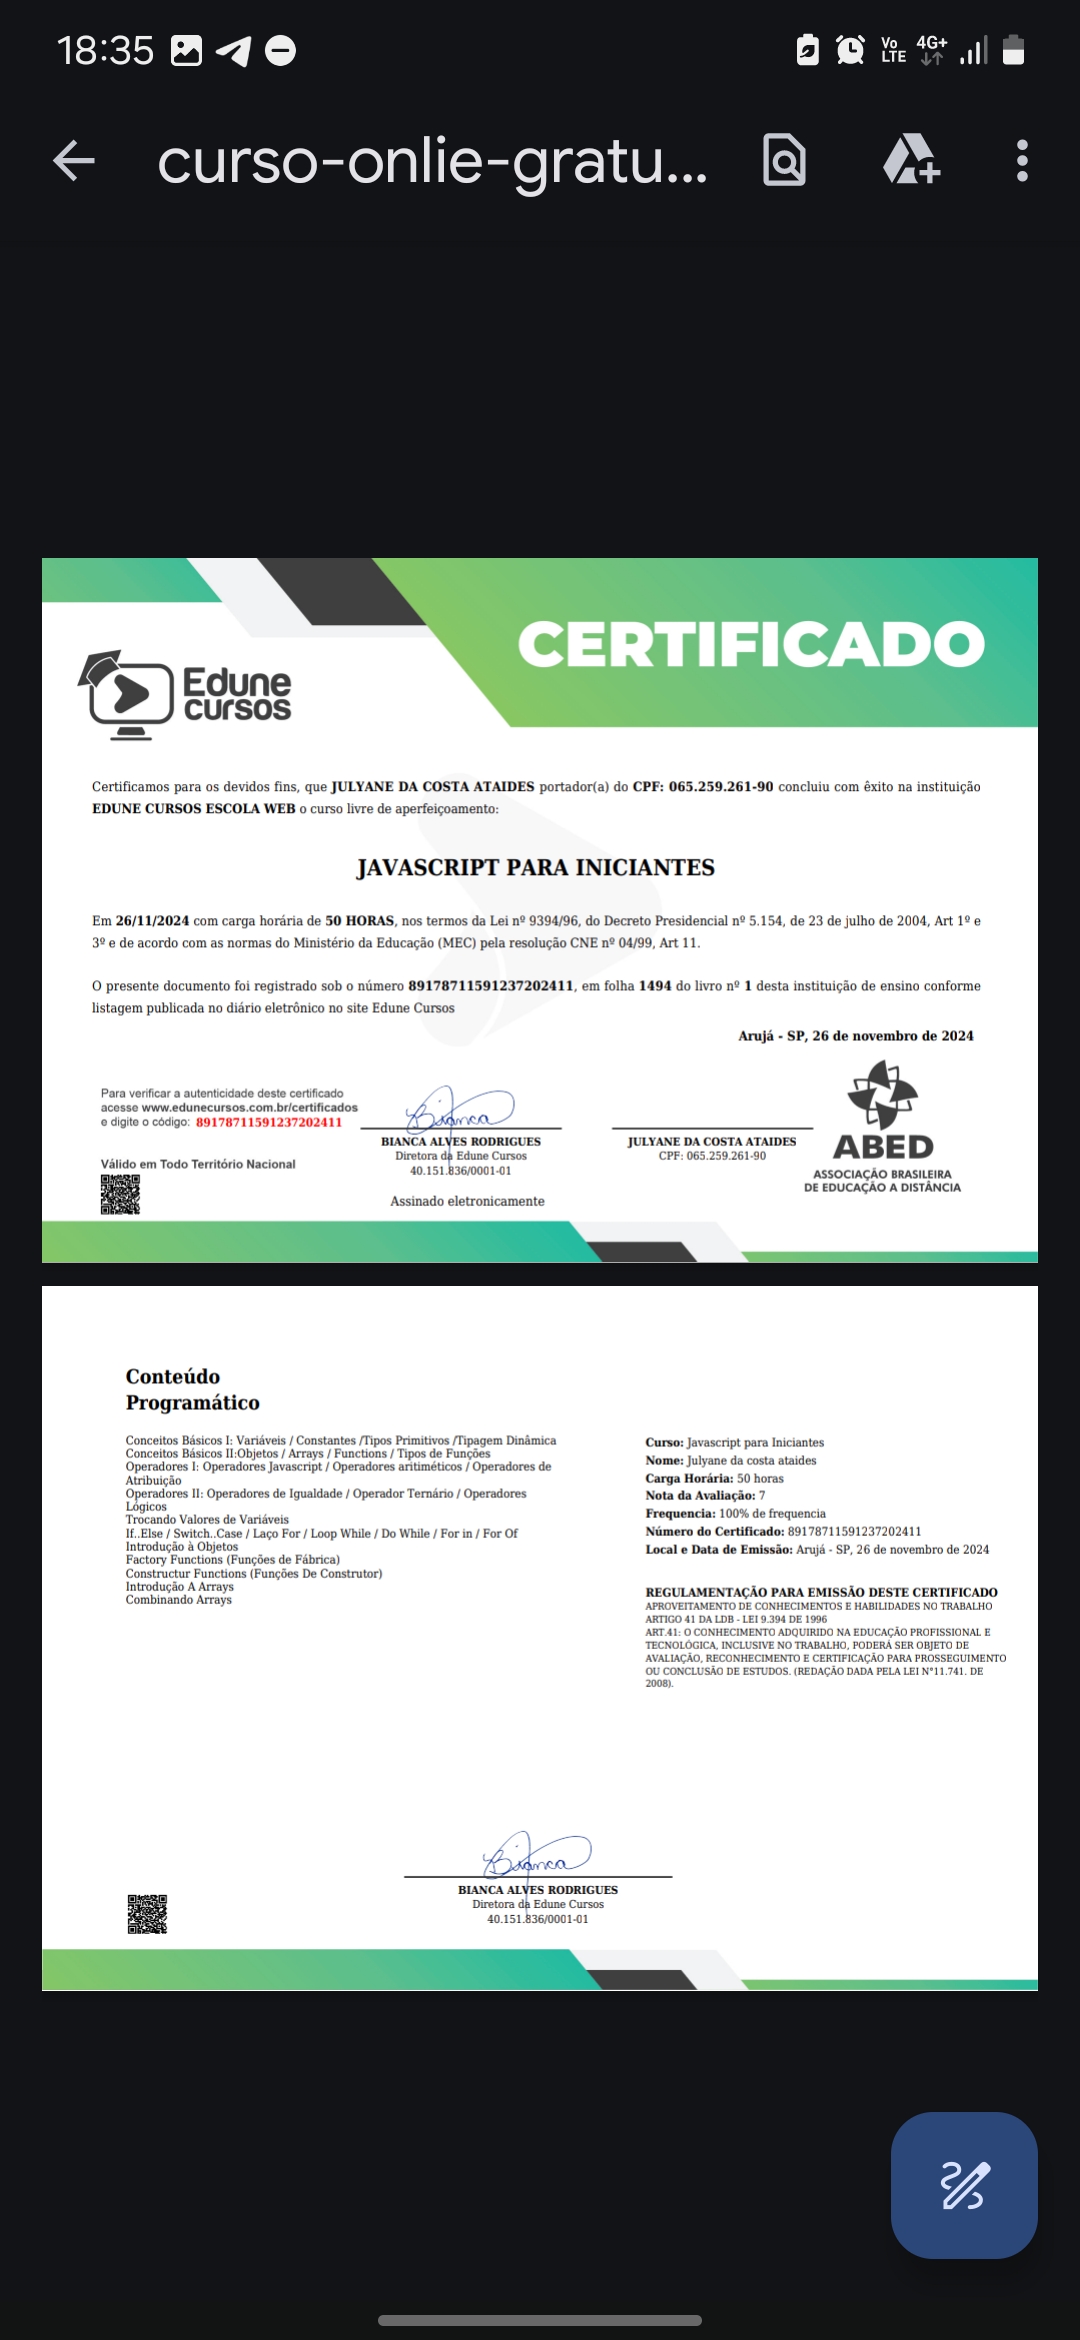 18:35
Vo LTE 4G+
curso-onlie-gratu...
CERTIFICADO
Edune
cursos
Certificamos para os devidos fins, que JULYANE DA COSTA ATAIDES portador(a) do CPF: 065.259.261-90 concluiu com êxito na instituição
EDUNE CURSOS ESCOLA WEB o curso livre de aperfeiçoamento:
JAVASCRIPT PARA INICIANTES
Em 26/11/2024 com carga horária de 50 HORAS, nos termos da Lei nº 9394/96, do Decreto Presidencial nº 5.154, de 23 de julho de 2004, Art 1º e
3º e de acordo com as normas do Ministério da Educação (MEC) pela resolução CNE nº 04/99, Art 11.
O presente documento foi registrado sob o número 89178711591237202411, em folha 1494 do livro nº 1 desta instituição de ensino conforme
listagem publicada no diário eletrônico no site Edune Cursos
Arujá - SP, 26 de novembro de 2024
Para verificar a autenticidade deste certificado
acesse www.edunecursos.com.br/certificados
e digite o código: 89178711591237202411
Válido em Todo Território Nacional
Bianca
BIANCA ALVES RODRIGUES
Diretora da Edune Cursos
40.151.836/0001-01
Assinado eletronicamente
JULYANE DA COSTA ATAIDES
CPF: 065.259.261-90
ABED
ASSOCIAÇÃO BRASILEIRA
DE EDUCAÇÃO A DISTÂNCIA
Conteúdo
Programático
Conceitos Básicos I: Variáveis / Constantes /Tipos Primitivos /Tipagem Dinâmica
Conceitos Básicos II:Objetos / Arrays / Functions / Tipos de Funções
Operadores I: Operadores Javascript / Operadores aritiméticos / Operadores de
Atribuição
Operadores II: Operadores de Igualdade / Operador Ternário / Operadores
Lógicos
Trocando Valores de Variáveis
If..Else / Switch..Case / Laço For / Loop While / Do While / For in / For Of
Introdução à Objetos
Factory Functions (Funções de Fábrica)
Constructur Functions (Funções De Construtor)
Introdução A Arrays
Combinando Arrays
Curso: Javascript para Iniciantes
Nome: Julyane da costa ataides
Carga Horária: 50 horas
Nota da Avaliação: 7
Frequencia: 100% de frequencia
Número do Certificado: 89178711591237202411
Local e Data de Emissão: Arujá - SP, 26 de novembro de 2024
REGULAMENTAÇÃO PARA EMISSÃO DESTE CERTIFICADO
APROVEITAMENTO DE CONHECIMENTOS E HABILIDADES NO TRABALHO
ARTIGO 41 DA LDB - LEI 9.394 DE 1996
ART.41: O CONHECIMENTO ADQUIRIDO NA EDUCAÇÃO PROFISSIONAL E
TECNOLÓGICA, INCLUSIVE NO TRABALHO, PODERÁ SER OBJETO DE
AVALIAÇÃO, RECONHECIMENTO E CERTIFICAÇÃO PARA PROSSEGUIMENTO
OU CONCLUSÃO DE ESTUDOS. (REDAÇÃO DADA PELA LEI N°11.741. DE
2008).
Bianca
BIANCA ALVES RODRIGUES
Diretora da Edune Cursos
40.151.836/0001-01